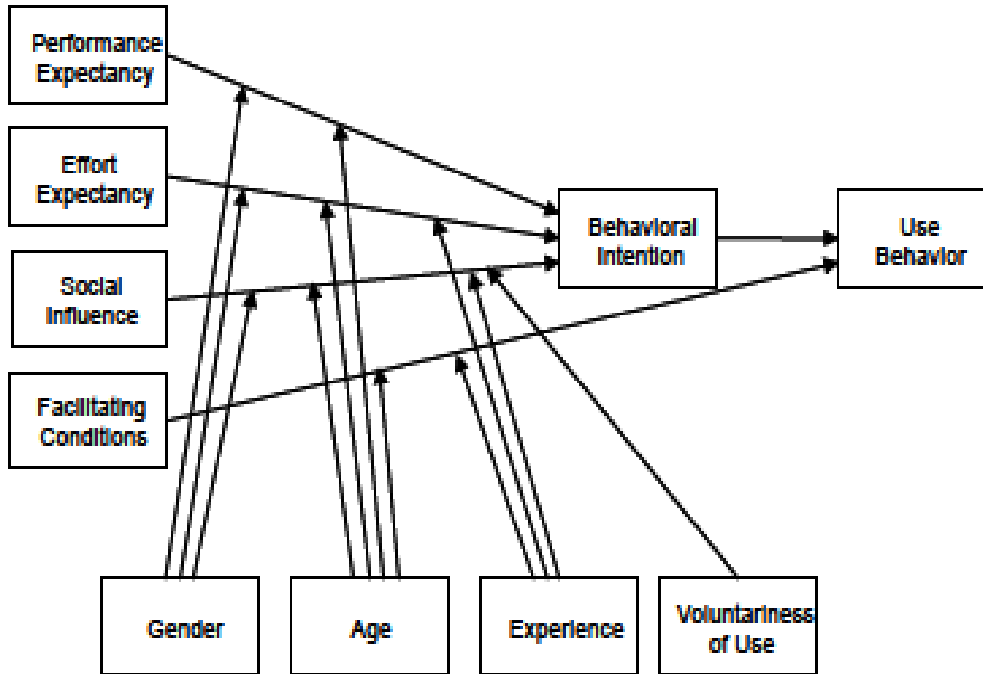 Performance
Expectancy
Effort
Expectancy
Social
Influence
Facilitating
Conditions
Behavioral
Intention
Use
Behavior
Gender
Age
Experience
Voluntariness
of Use